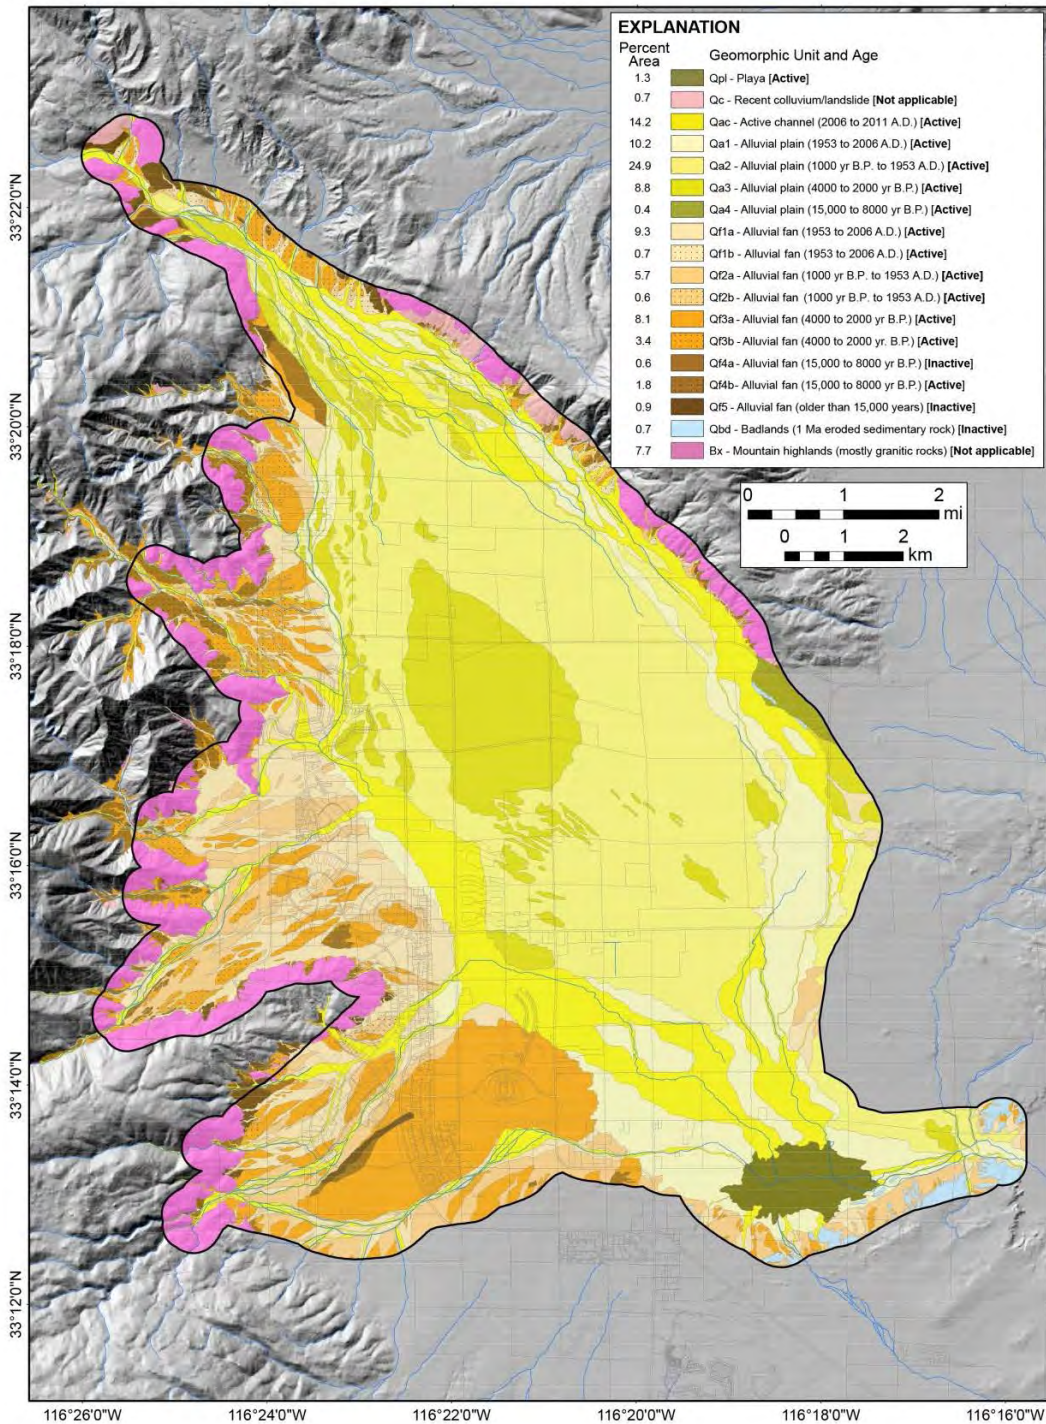 EXPLANATION
Percent Area Geomorphic Unit and Age
1.3 Qpl - Playa [Active]
0.7 Qc - Recent colluvium/landslide [Not applicable]
14.2 Qac - Active channel (2006 to 2011 A.D.) [Active]
10.2 Qa1 - Alluvial plain (1953 to 2006 A.D.) [Active]
24.9 Qa2 - Alluvial plain (1000 yr B.P. to 1953 A.D.) [Active]
8.8 Qa3 - Alluvial plain (4000 to 2000 yr B.P.) [Active]
0.4 Qa4 - Alluvial plain (15,000 to 8000 yr B.P.) [Active]
9.3 Qf1a - Alluvial fan (1953 to 2006 A.D.) [Active]
0.7 Qf1b - Alluvial fan (1953 to 2006 A.D.) [Active]
5.7 Qf2a - Alluvial fan (1000 yr B.P. to 1953 A.D.) [Active]
0.6 Qf2b - Alluvial fan (1000 yr B.P. to 1953 A.D.) [Active]
8.1 Qf3a - Alluvial fan (4000 to 2000 yr B.P.) [Active]
3.4 Qf3b - Alluvial fan (4000 to 2000 yr. B.P.) [Active]
0.6 Qf4a - Alluvial fan (15,000 to 8000 yr B.P.) [Inactive]
1.8 Qf4b - Alluvial fan (15,000 to 8000 yr B.P.) [Active]
0.9 Qf5 - Alluvial fan (older than 15,000 years) [Inactive]
0.7 Qbd - Badlands (1 Ma eroded sedimentary rock) [Inactive]
7.7 Bx - Mountain highlands (mostly granitic rocks) [Not applicable]
0 1 2
mi
0 1 2
km
33°22'0"N
33°20'0"N
33°18'0"N
33°16'0"N
33°14'0"N
33°12'0"N
116°26'0"W 116°24'0"W 116°22'0"W 116°20'0"W 116°18'0"W 116°16'0"W